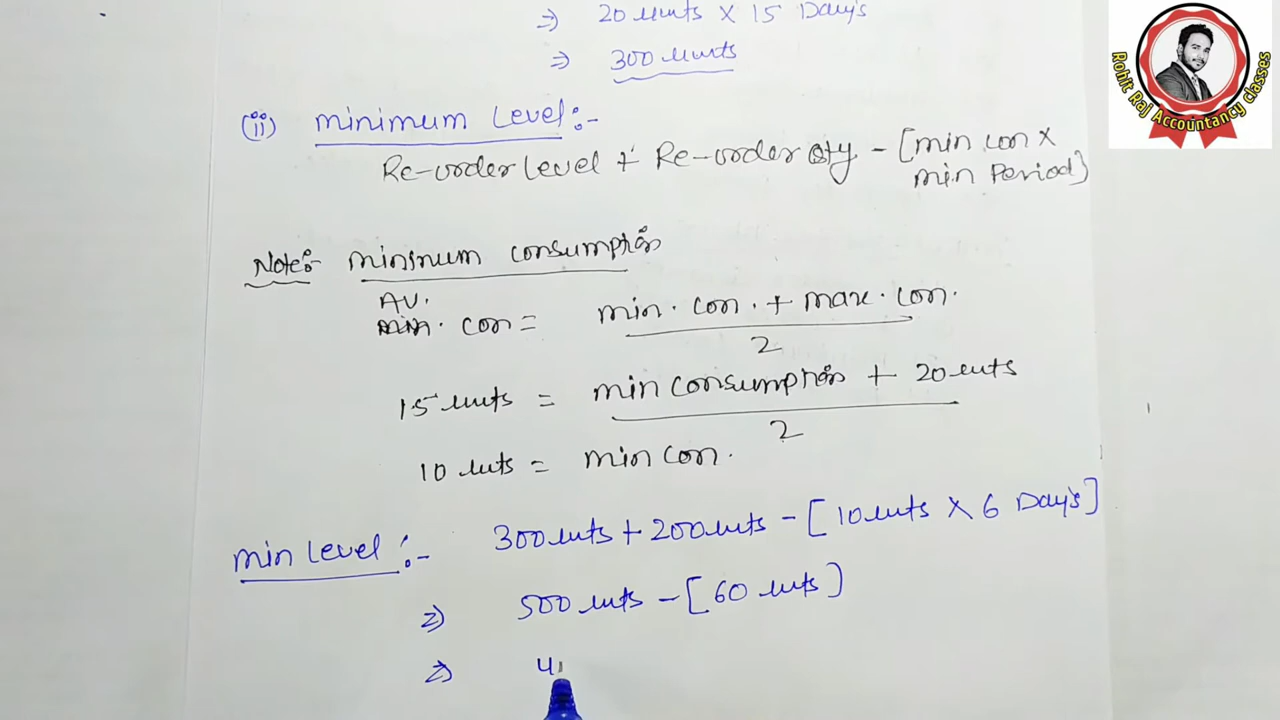 ⇒ 20 units × 15 Days
⇒ 300 units
(ii) minimum Level:-
Re-order Level + Re-order Qty - [min con ×
min Period]
Note:- minimum consumption
AV.
min. con = min. con. + max. con.
2
15 units = min consumption + 20 units
2
10 units = min con.
min Level:- 300 units + 200 units - [10 units × 6 Days]
⇒ 500 units - [60 units]
⇒ 4
Rohit Raj Accountancy classes